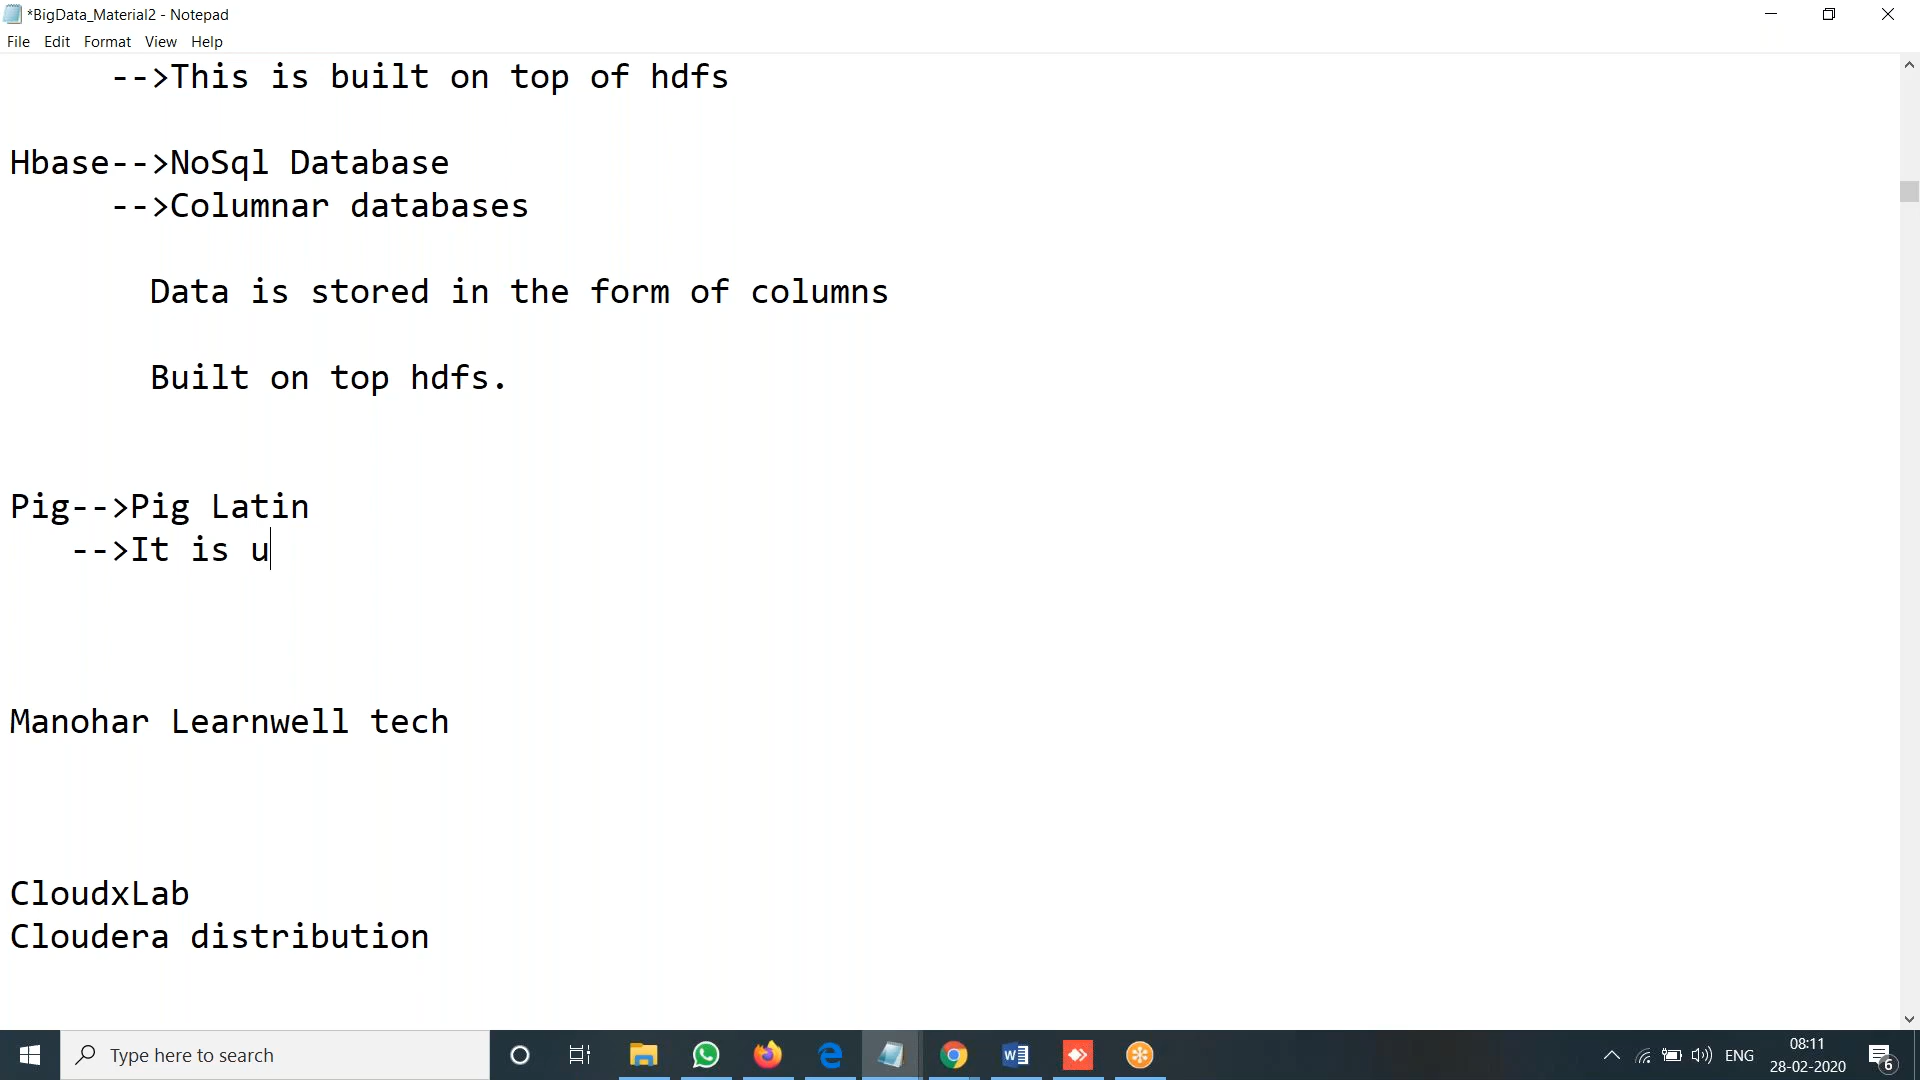 *BigData_Material2 - Notepad
File Edit Format View Help
-->This is built on top of hdfs
Hbase-->NoSql Database
-->Columnar databases
Data is stored in the form of columns
Built on top hdfs.
Pig-->Pig Latin
-->It is u
Manohar Learnwell tech
CloudxLab
Cloudera distribution
Type here to search
ENG
08:11
28-02-2020
6